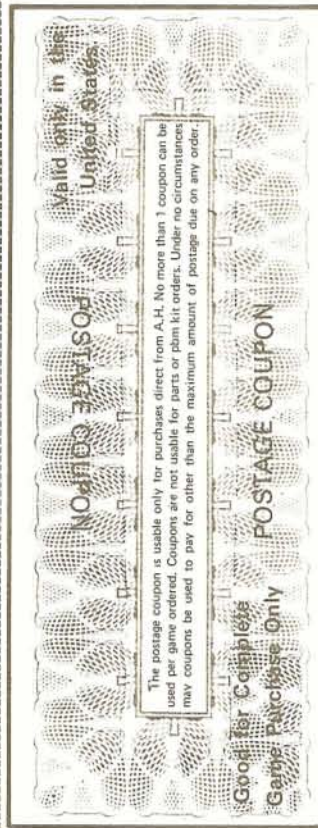 Valid only in the
United States
POSTAGE COUPON
The postage coupon is usable only for purchases direct from A.H. No more than 1 coupon can be
used per game ordered. Coupons are not usable for parts or pbm kit orders. Under no circumstances
may coupons be used to pay for other than the maximum amount of postage due on any order.
Good for Complete
Game Purchase Only
POSTAGE COUPON